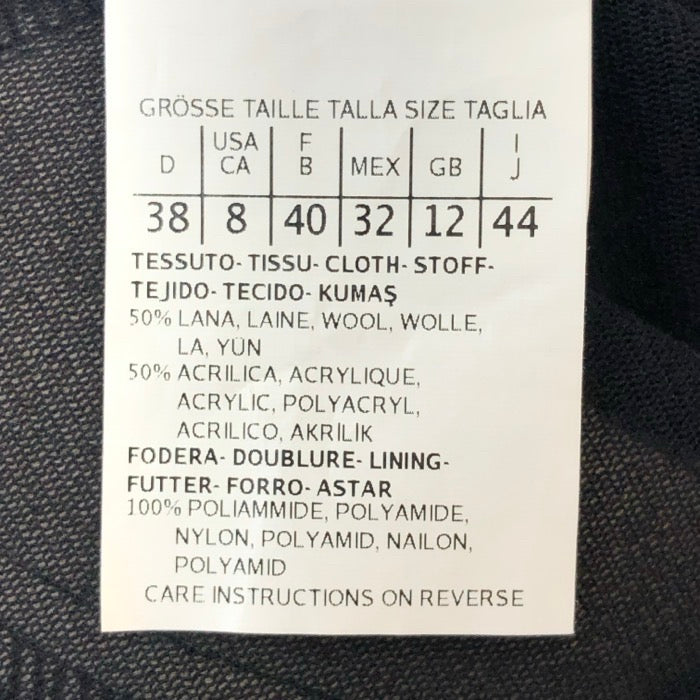 GRÖSSE TAILLE TALLA SIZE TAGLIA
D USA CA F B MEX GB I J
38 8 40 32 12 44
TESSUTO- TISSU- CLOTH- STOFF-
TEJIDO- TECIDO- KUMAŞ
50% LANA, LAINE, WOOL, WOLLE,
LA, YÜN
50% ACRILICA, ACRYLIQUE,
ACRYLIC, POLYACRYL,
ACRILICO, AKRILIK
FODERA- DOUBLURE- LINING-
FUTTER- FORRO- ASTAR
100% POLIAMMIDE, POLYAMIDE,
NYLON, POLYAMID, NAILON,
POLYAMID
CARE INSTRUCTIONS ON REVERSE